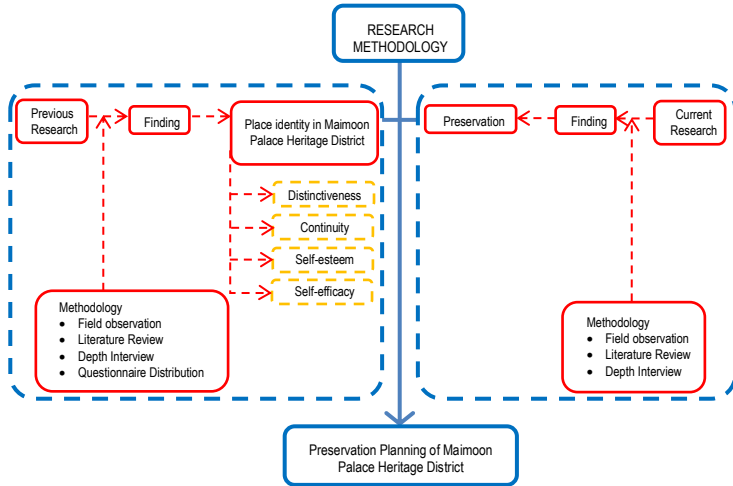 RESEARCH
METHODOLOGY
Previous
Research
Finding
Place identity in Maimoon
Palace Heritage District
Distinctiveness
Continuity
Self-esteem
Self-efficacy
Methodology
• Field observation
• Literature Review
• Depth Interview
• Questionnaire Distribution
Preservation
Finding
Current
Research
Methodology
• Field observation
• Literature Review
• Depth Interview
Preservation Planning of Maimoon
Palace Heritage District